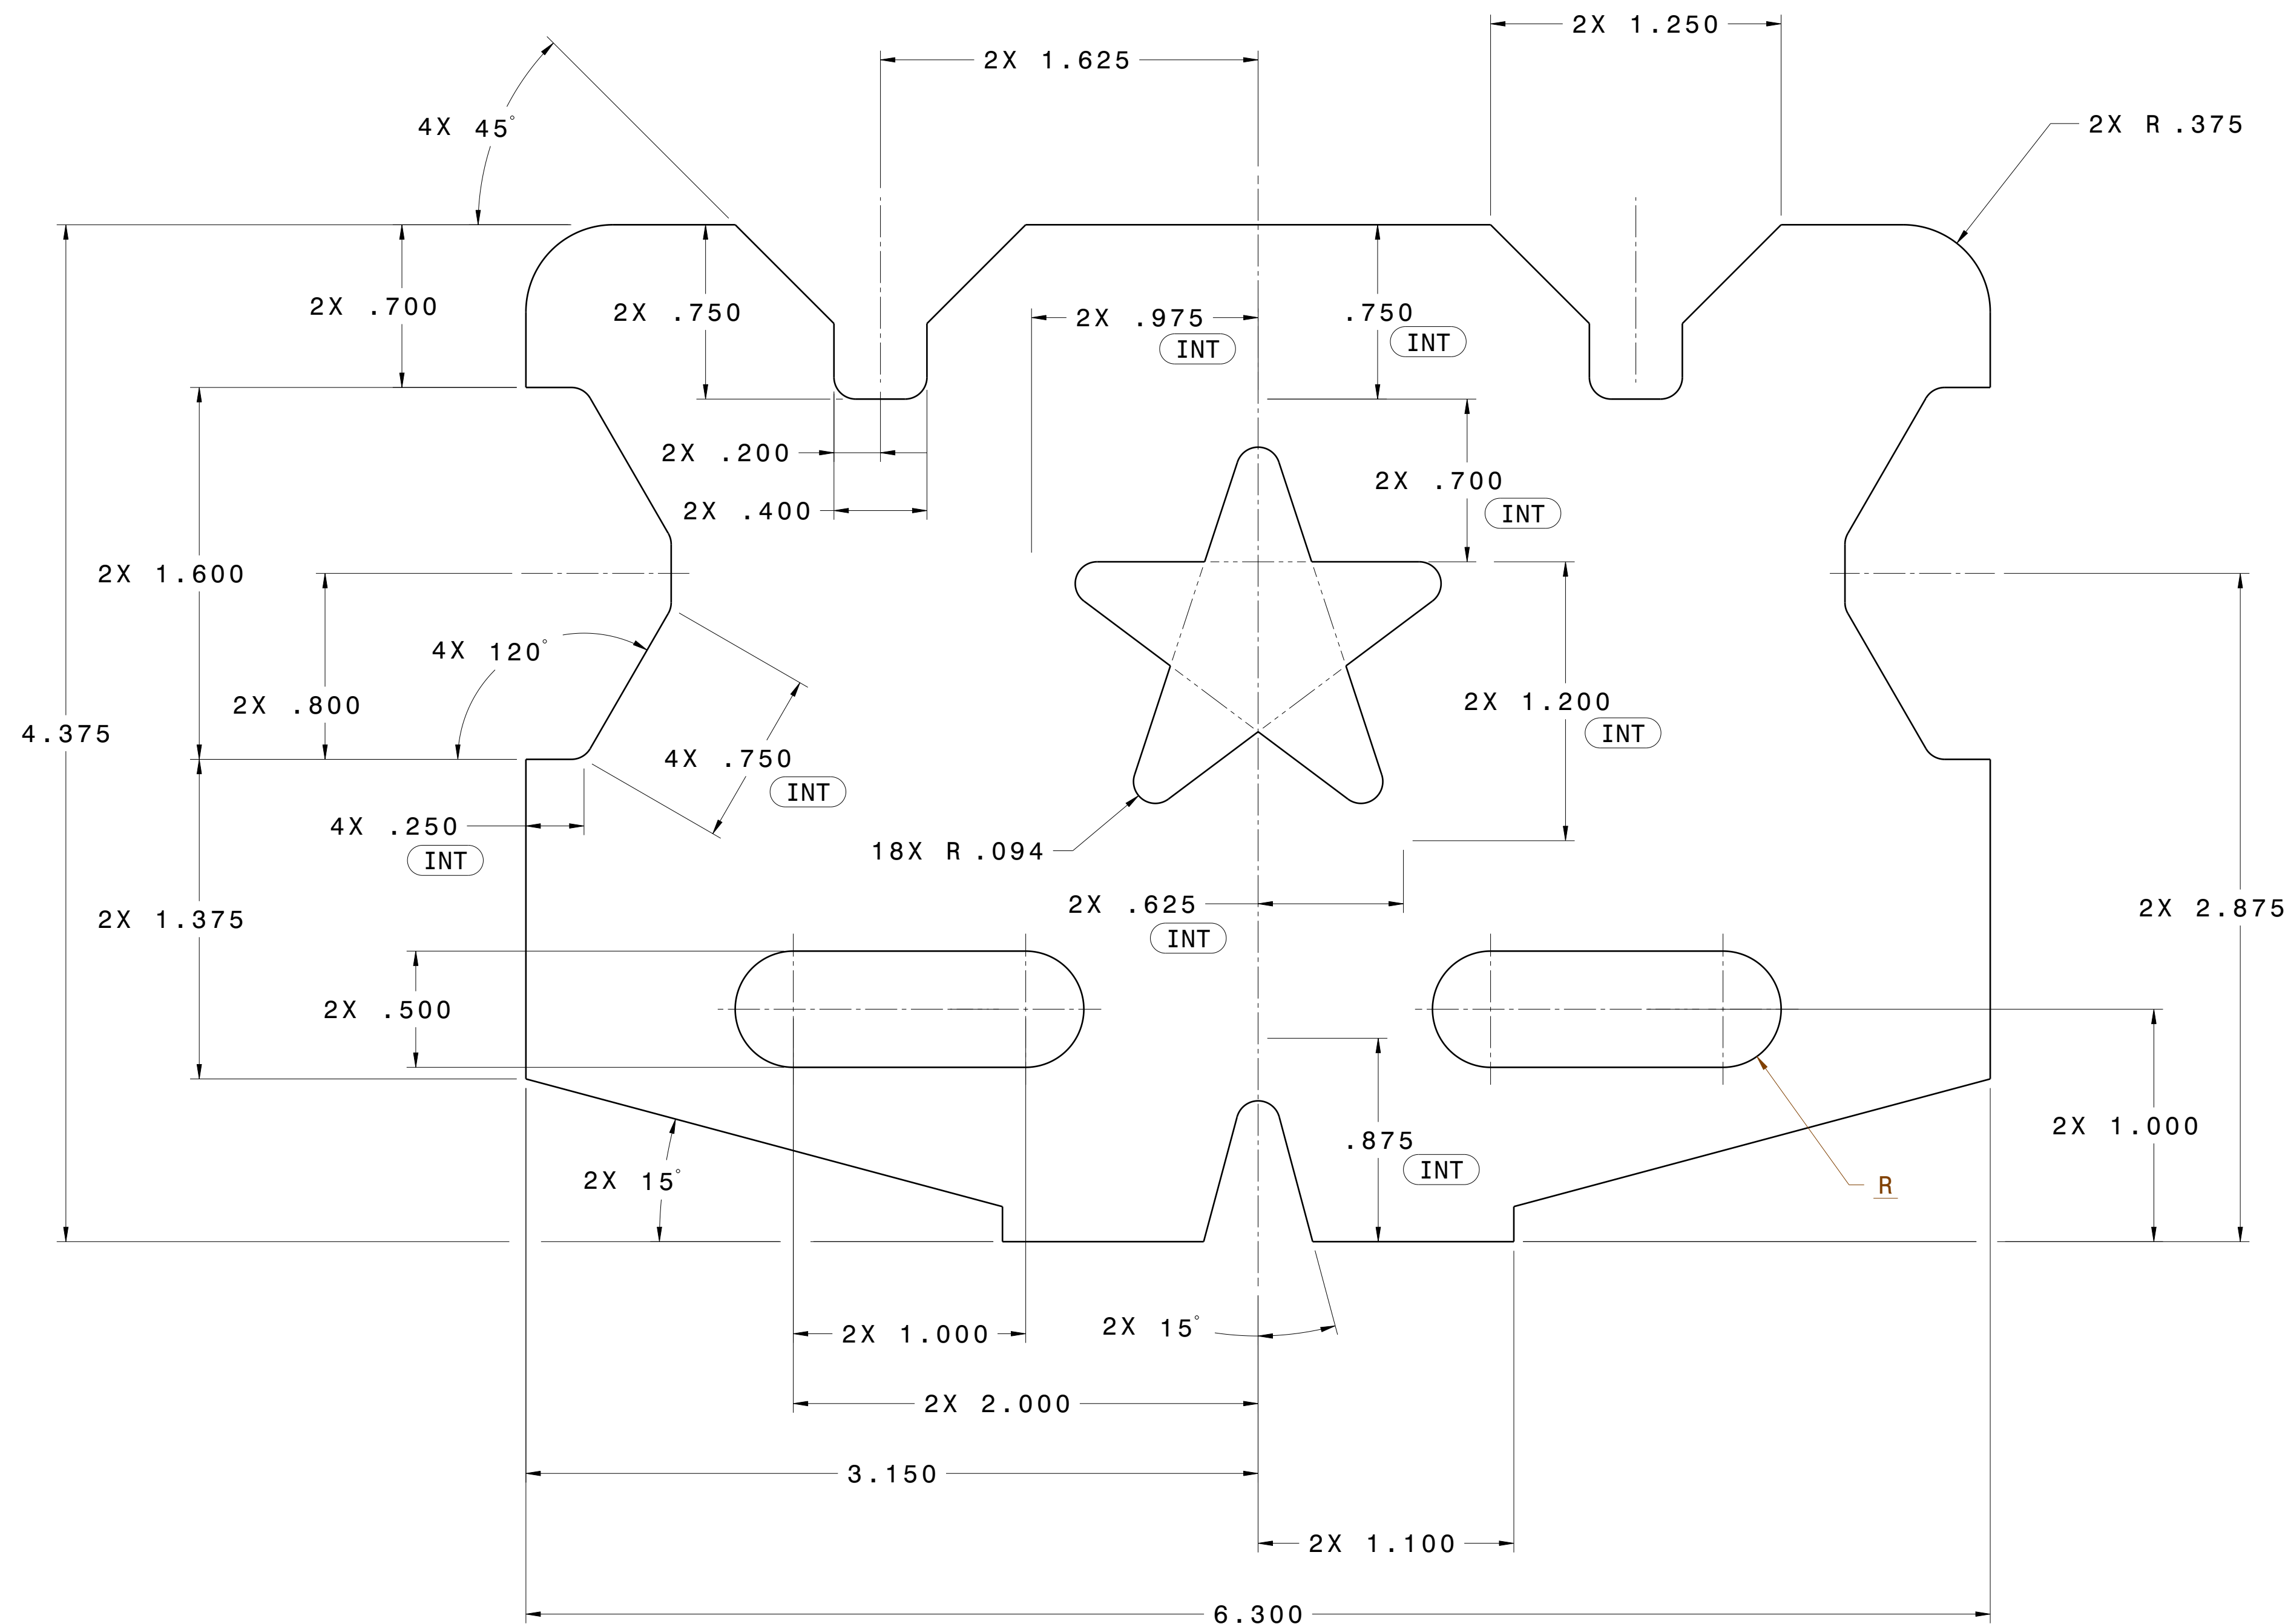 2X 1.250
2X 1.625
4X 45°
2X R .375
2X .700
2X .750
2X .975
INT
.750
INT
2X .200
2X .700
INT
2X .400
2X 1.600
4X 120°
2X .800
2X 1.200
INT
4.375
4X .750
INT
4X .250
INT
18X R .094
2X .625
INT
2X 1.375
2X 2.875
2X .500
2X 1.000
.875
INT
2X 15°
R
2X 15°
2X 1.000
2X 2.000
3.150
2X 1.100
6.300